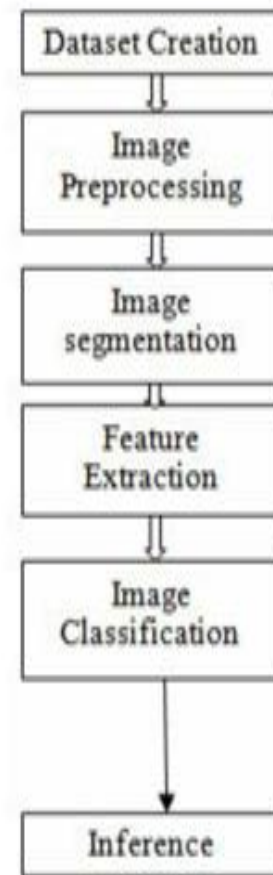 Dataset Creation
Image
Preprocessing
Image
segmentation
Feature
Extraction
Image
Classification
Inference